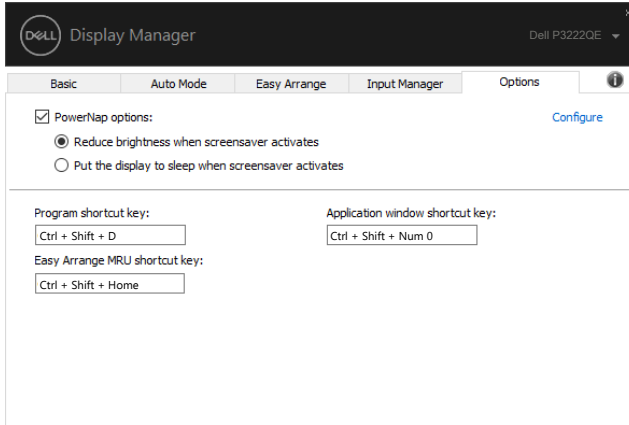 DELL Display Manager
Dell P3222QE
Basic Auto Mode Easy Arrange Input Manager Options
PowerNap options: Configure
Reduce brightness when screensaver activates
Put the display to sleep when screensaver activates
Program shortcut key: Application window shortcut key:
Ctrl + Shift + D Ctrl + Shift + Num 0
Easy Arrange MRU shortcut key:
Ctrl + Shift + Home